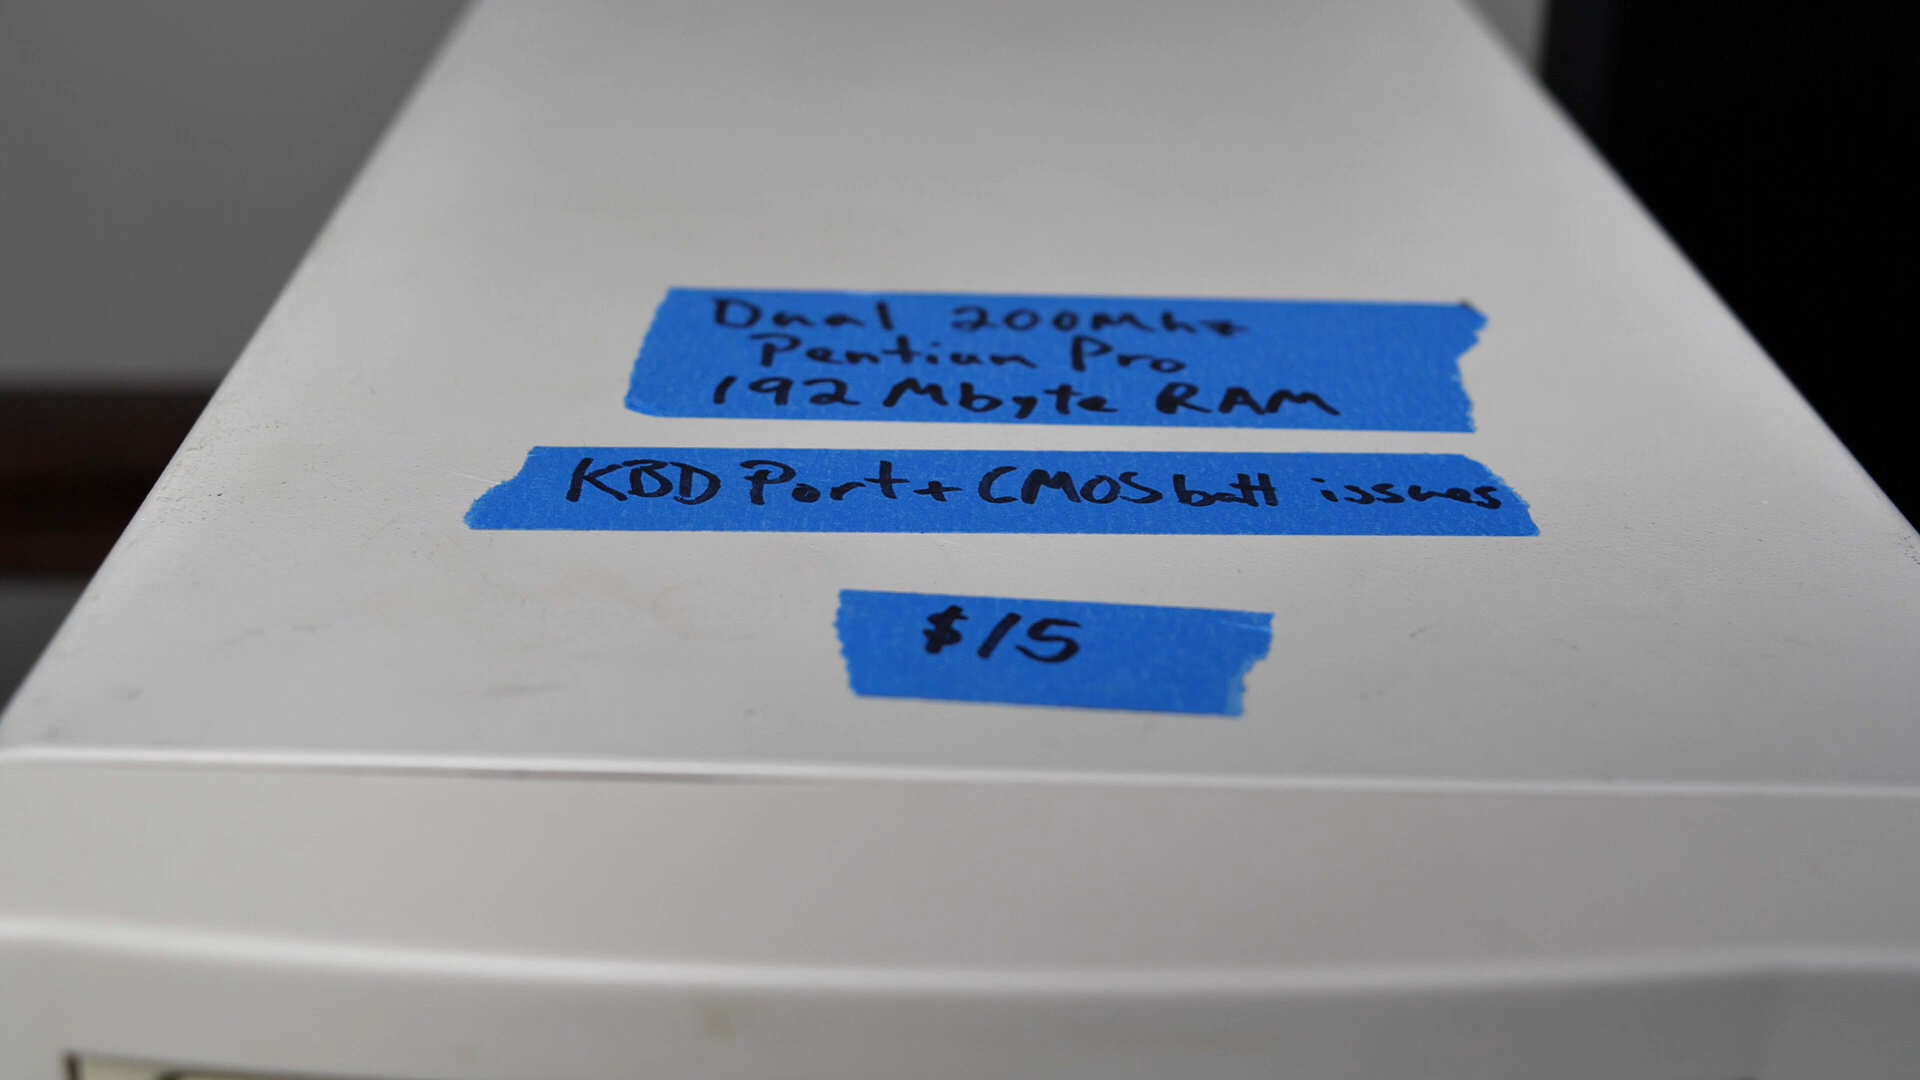 Dual 200Mhz
Pentium Pro
192 Mbyte RAM
KBD Port + CMOS batt issues
$15